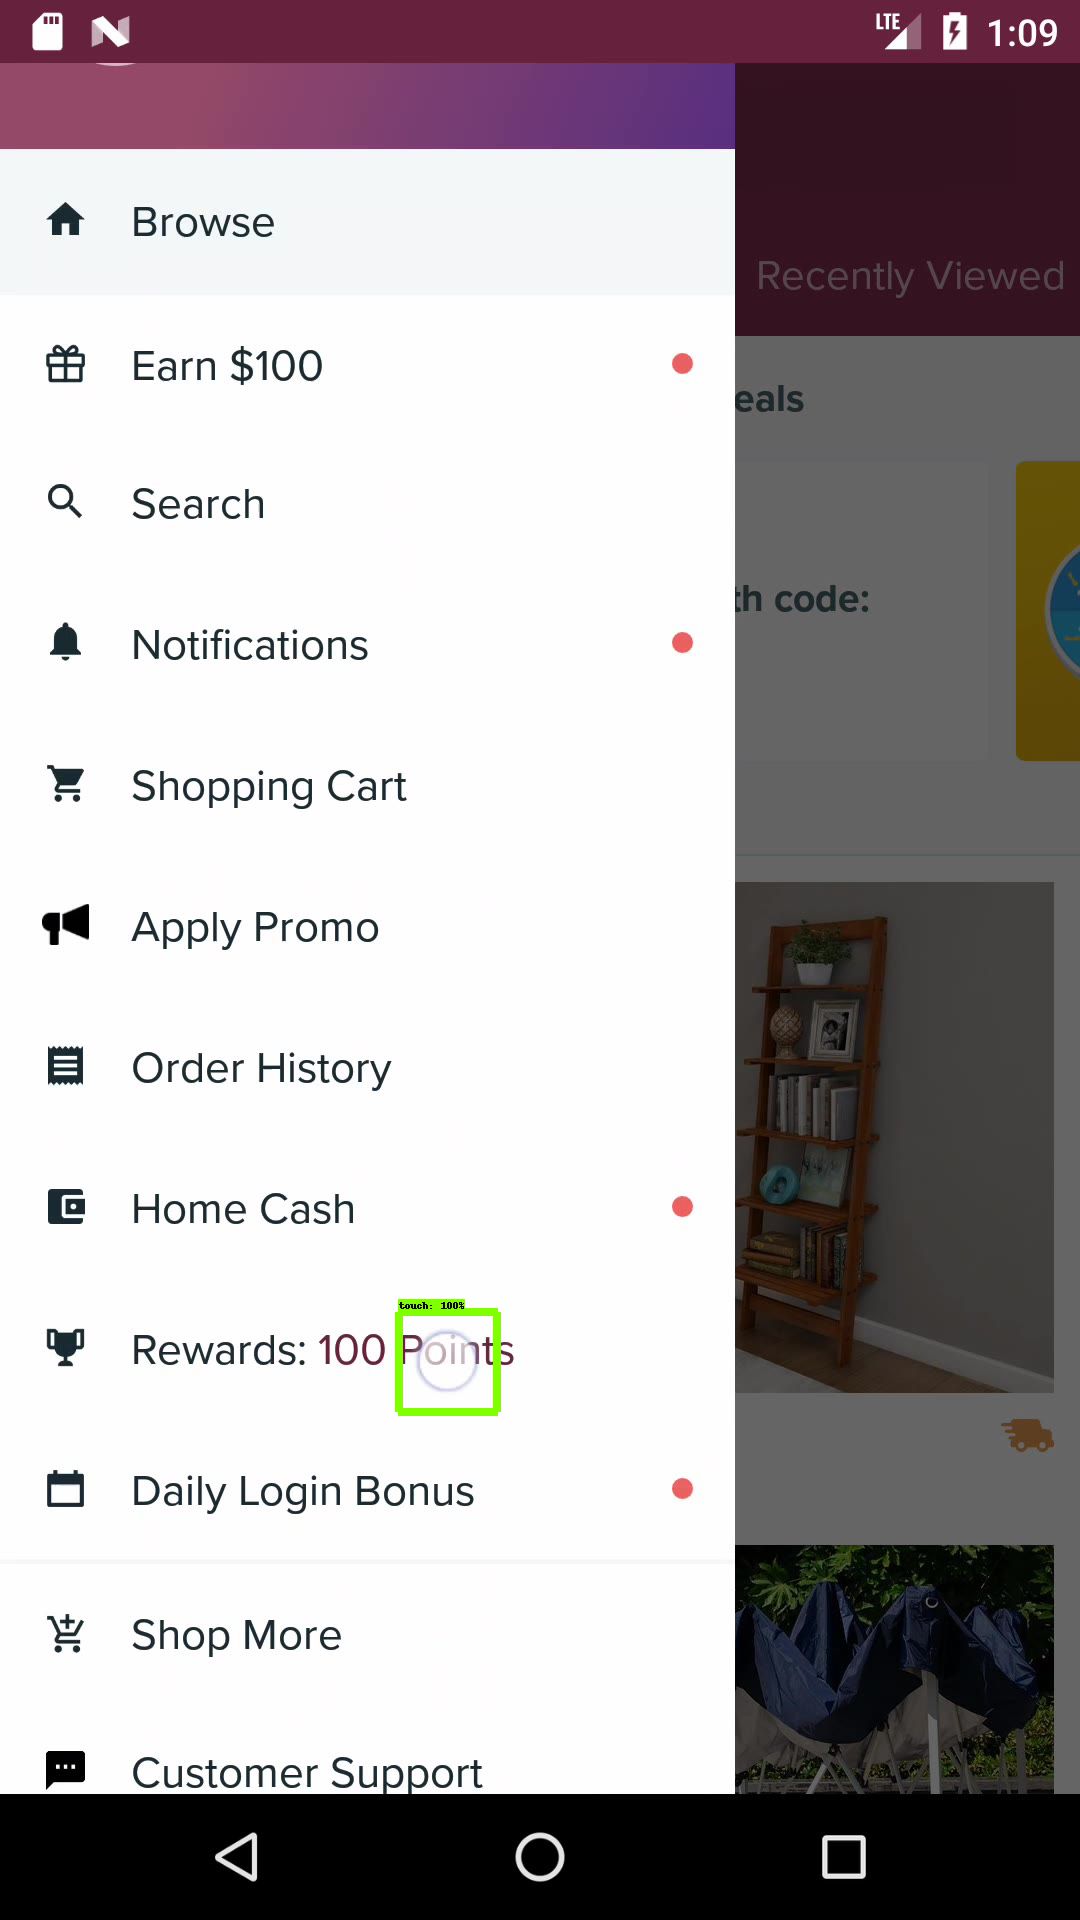 LTE
1:09
Browse
Recently Viewed
Earn $100
eals
Search
th code:
Notifications
Shopping Cart
Apply Promo
Order History
Home Cash
touch: 100%
Rewards: 100 Points
Daily Login Bonus
Shop More
Customer Support